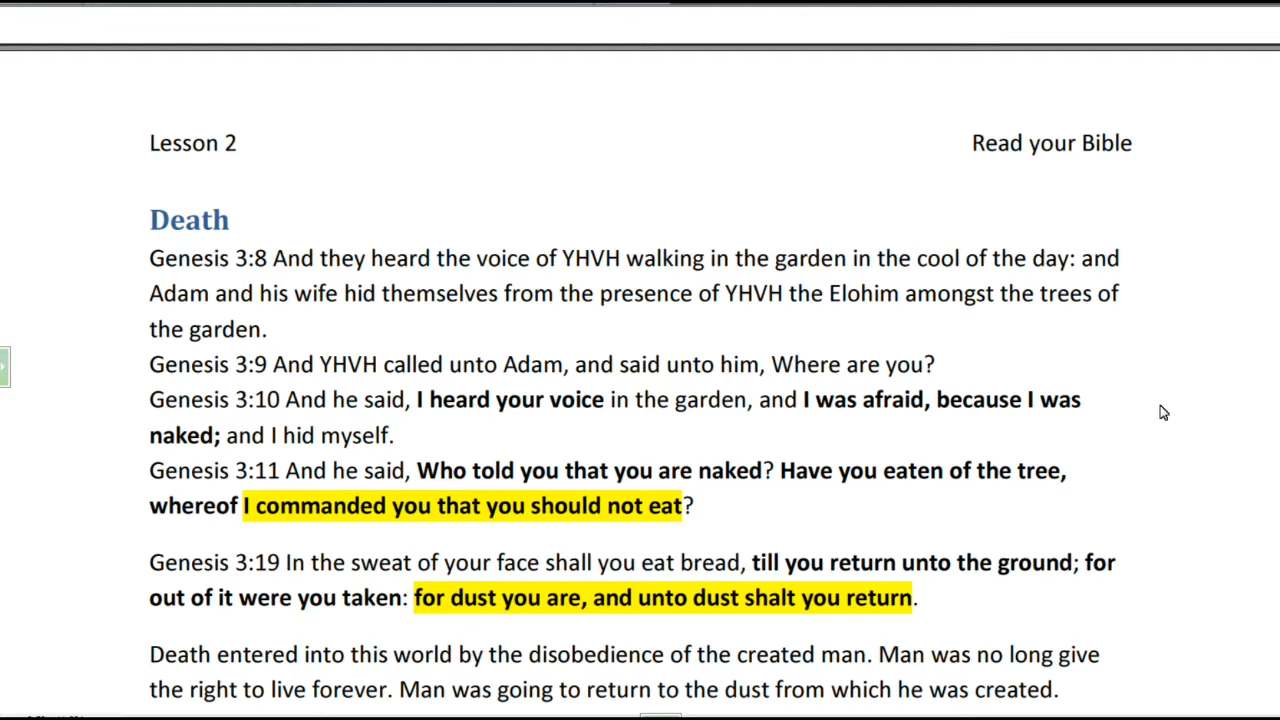 Lesson 2 Read your Bible
Death
Genesis 3:8 And they heard the voice of YHVH walking in the garden in the cool of the day: and
Adam and his wife hid themselves from the presence of YHVH the Elohim amongst the trees of
the garden.
Genesis 3:9 And YHVH called unto Adam, and said unto him, Where are you?
Genesis 3:10 And he said, I heard your voice in the garden, and I was afraid, because I was
naked; and I hid myself.
Genesis 3:11 And he said, Who told you that you are naked? Have you eaten of the tree,
whereof I commanded you that you should not eat?
Genesis 3:19 In the sweat of your face shall you eat bread, till you return unto the ground; for
out of it were you taken: for dust you are, and unto dust shalt you return.
Death entered into this world by the disobedience of the created man. Man was no long give
the right to live forever. Man was going to return to the dust from which he was created.